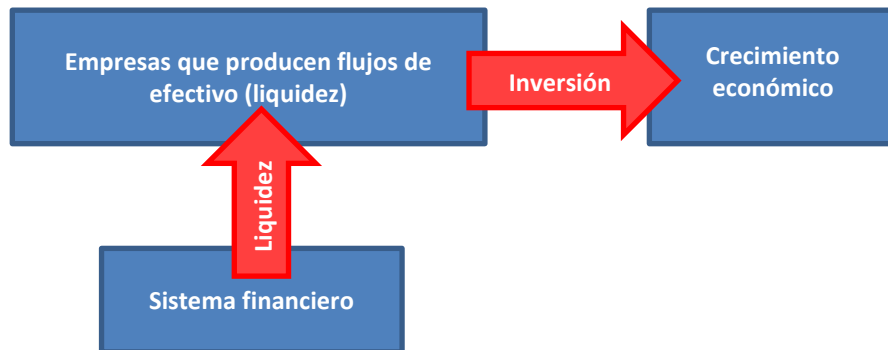 Empresas que producen flujos de
efectivo (liquidez)
Inversión
Crecimiento
económico
Liquidez
Sistema financiero